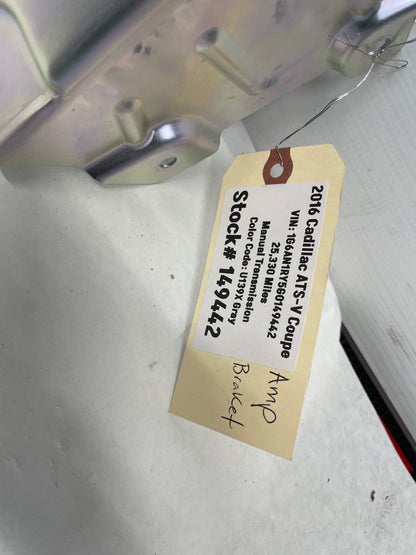 2016 Cadillac ATS-V Coupe
VIN: 1G6AN1RY5G0149442
25,330 Miles
Manual Transmission
Color Code: U139X Gray
Stock# 149442
Amp
Braket